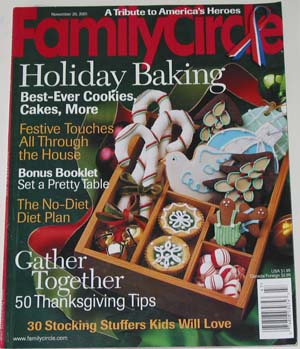 November 20, 2001
A Tribute to America's Heroes
FamilyCircle
Holiday Baking
Best-Ever Cookies,
Cakes, More
Festive Touches
All Through
the House
Bonus Booklet
Set a Pretty Table
The No-Diet
Diet Plan
Gather
Together
50 Thanksgiving Tips
30 Stocking Stuffers Kids Will Love
www.familycircle.com